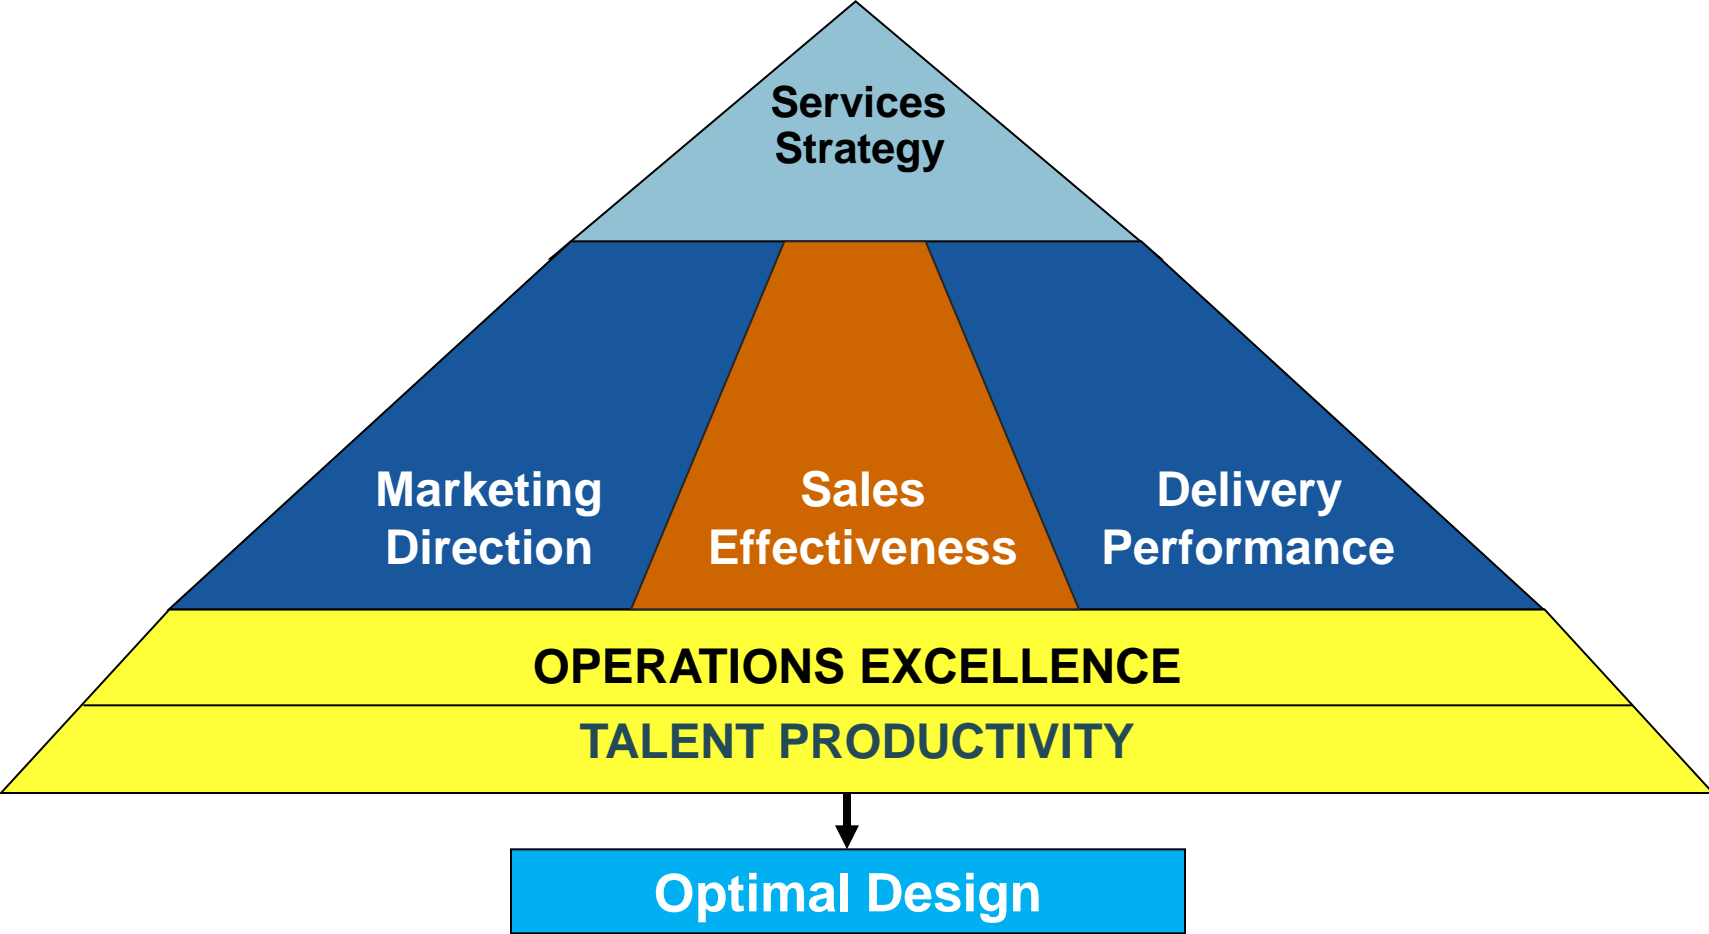 Services
Strategy
Marketing
Direction
Sales
Effectiveness
Delivery
Performance
OPERATIONS EXCELLENCE
TALENT PRODUCTIVITY
Optimal Design